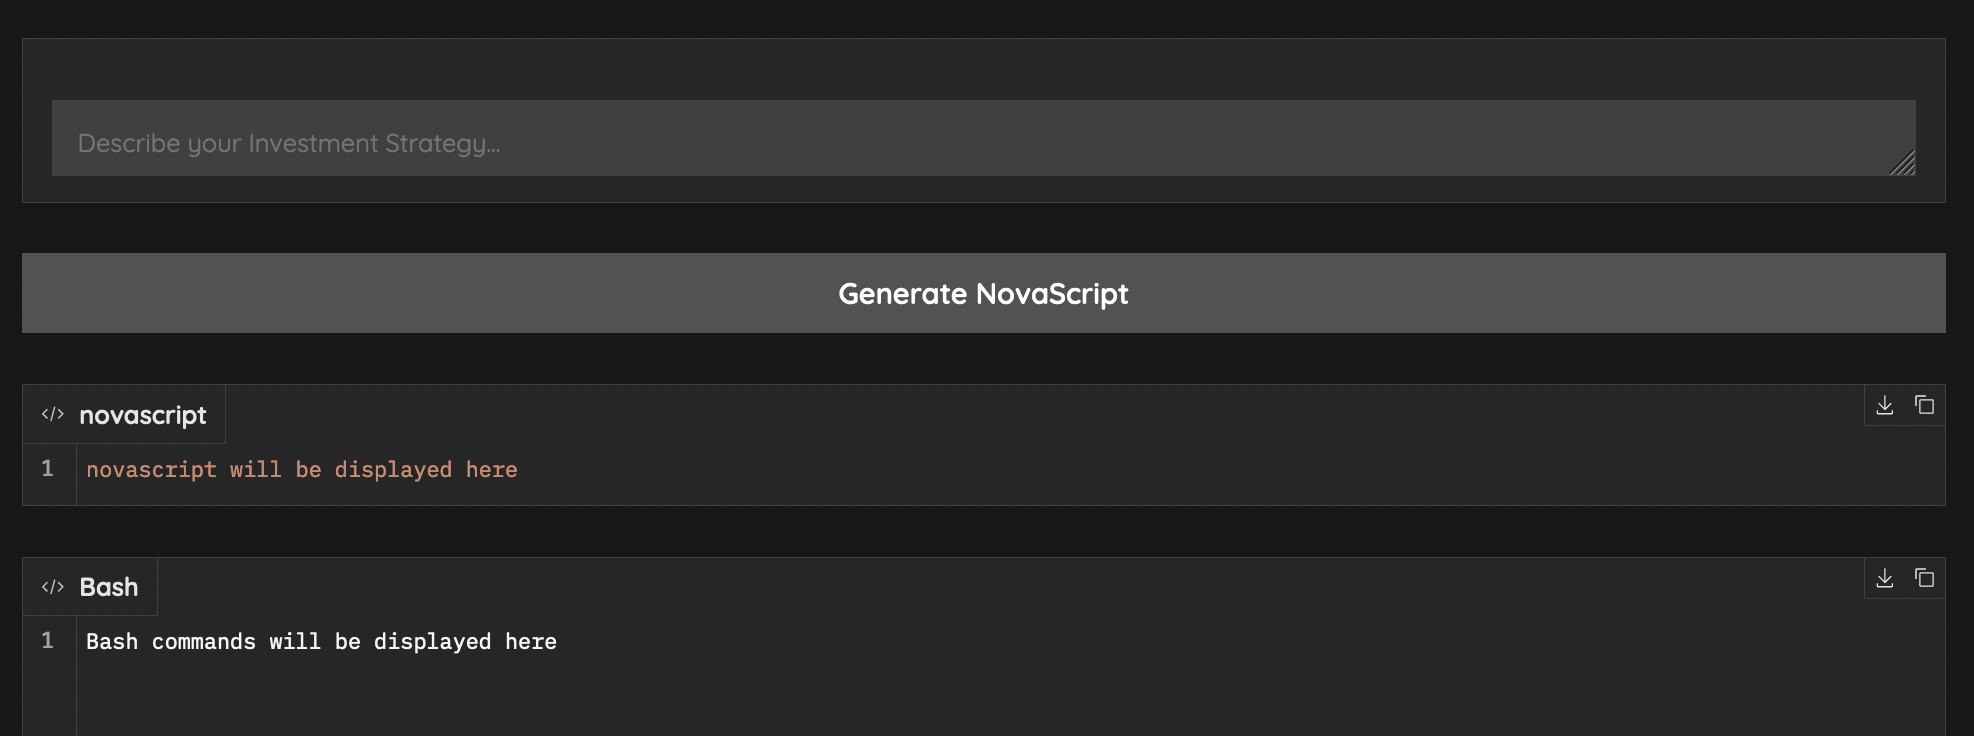 Describe your Investment Strategy...
Generate NovaScript
</> novascript
1 novascript will be displayed here
</> Bash
1 Bash commands will be displayed here